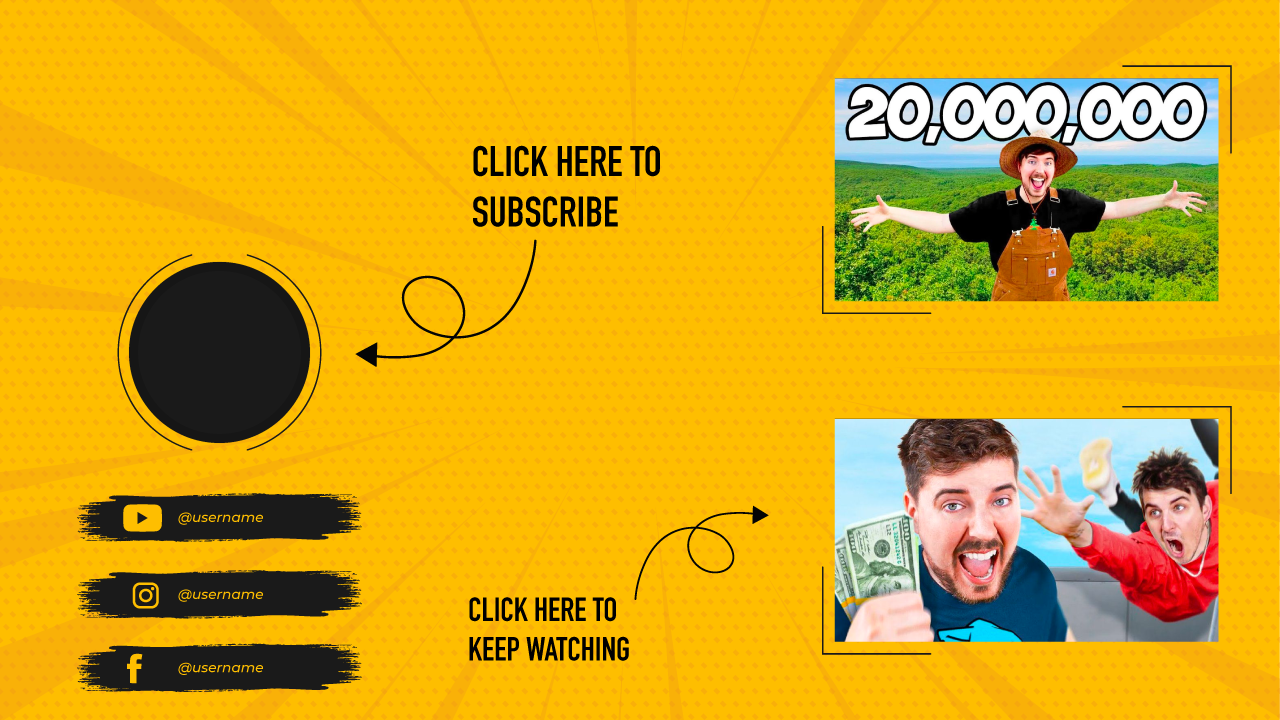 20,000,000
CLICK HERE TO
SUBSCRIBE
@username
@username
@username
CLICK HERE TO
KEEP WATCHING